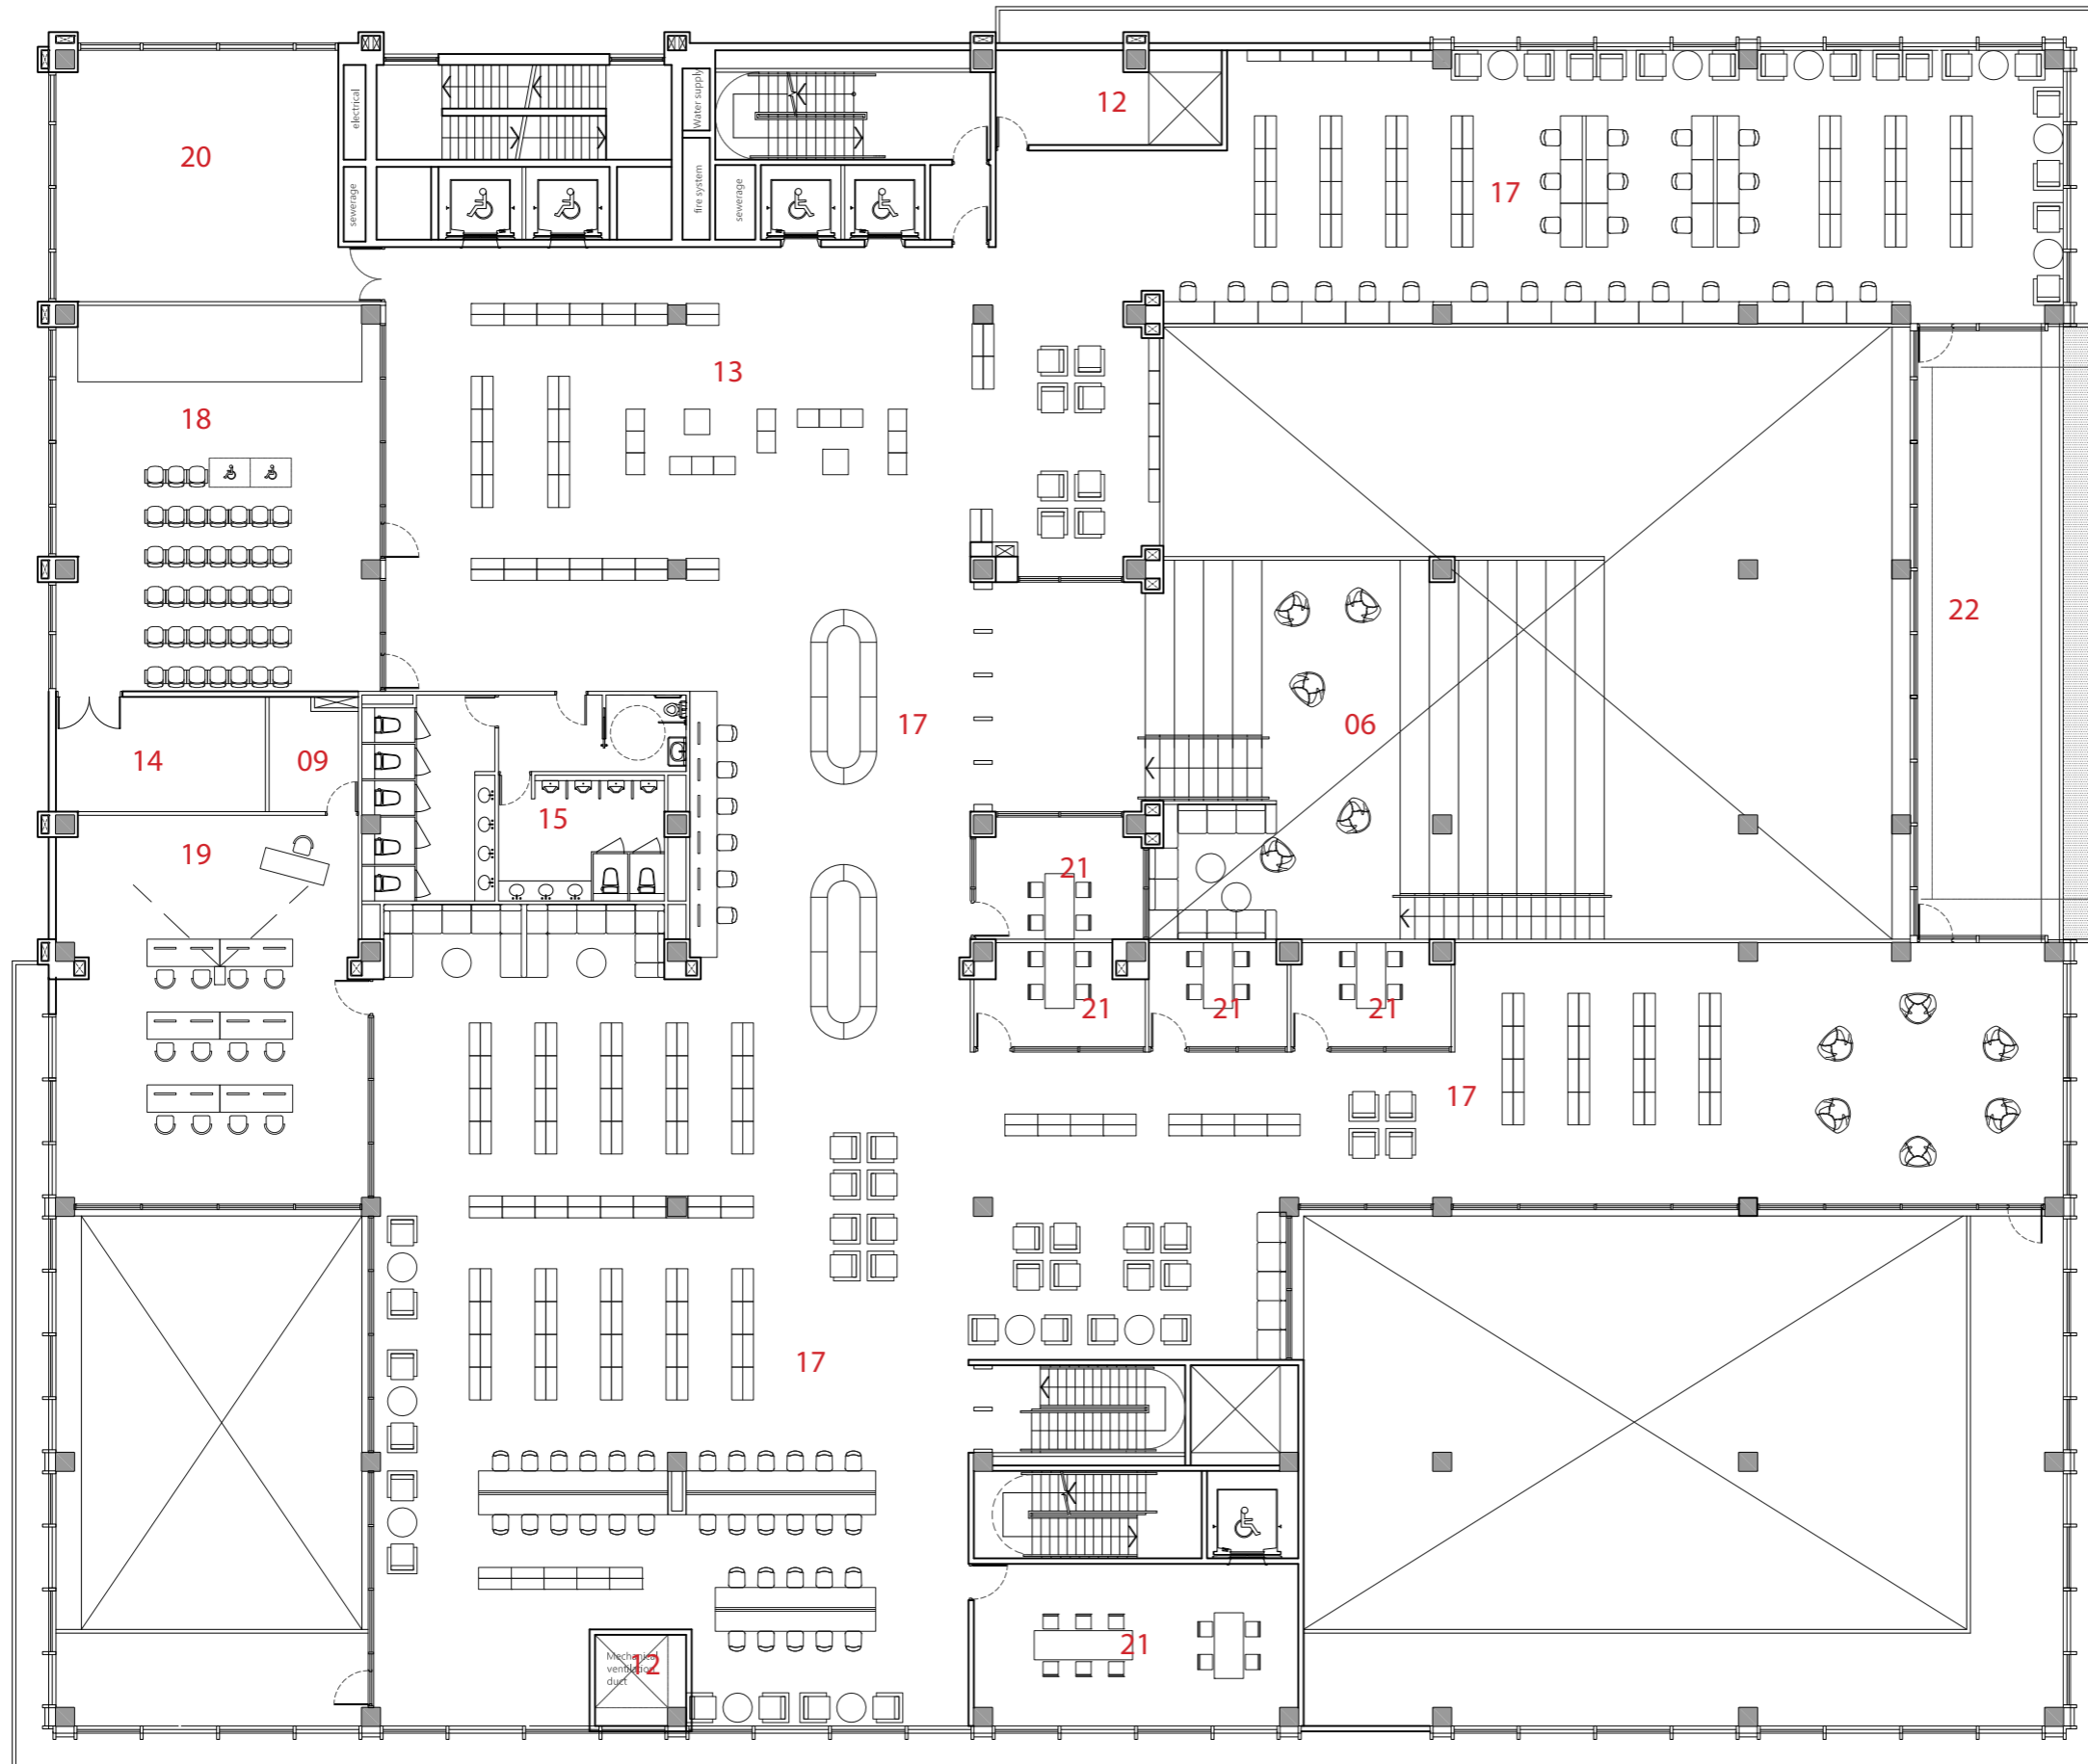 electrical
Water supply
20
12
sewerage
fire system
sewerage
17
13
18
22
17
06
14
09
15
19
21
21
21
21
17
17
21
Mechanical
ventilation
duct
12